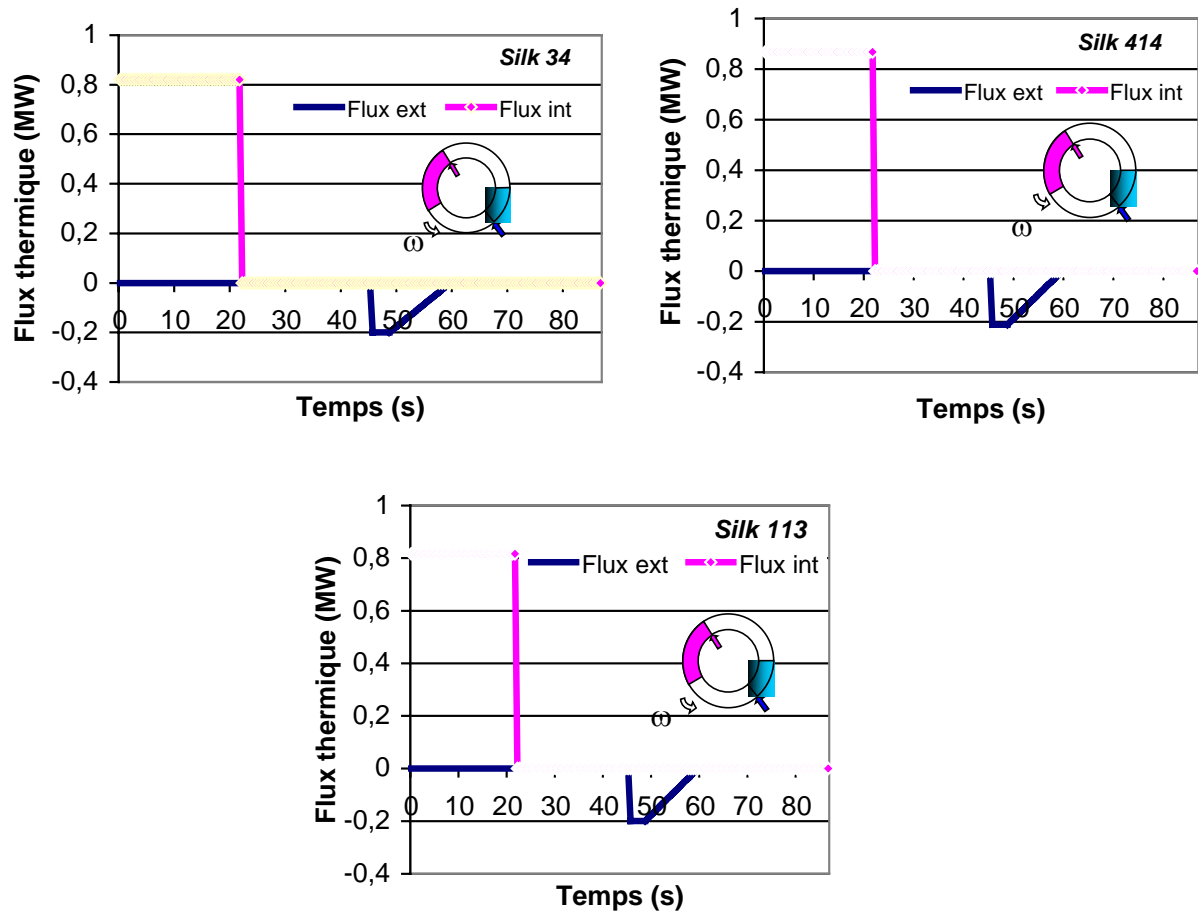 Silk 34
Flux thermique (MW)
1
0,8
0,6
0,4
0,2
0
-0,2
-0,4
Flux ext Flux int
ω
0 10 20 30 40 50 60 70 80
Temps (s)
Silk 414
Flux thermique (MW)
1
0,8
0,6
0,4
0,2
0
-0,2
-0,4
Flux ext Flux int
ω
0 10 20 30 40 50 60 70 80
Temps (s)
Silk 113
Flux thermique (MW)
1
0,8
0,6
0,4
0,2
0
-0,2
-0,4
Flux ext Flux int
ω
0 10 20 30 40 50 60 70 80
Temps (s)